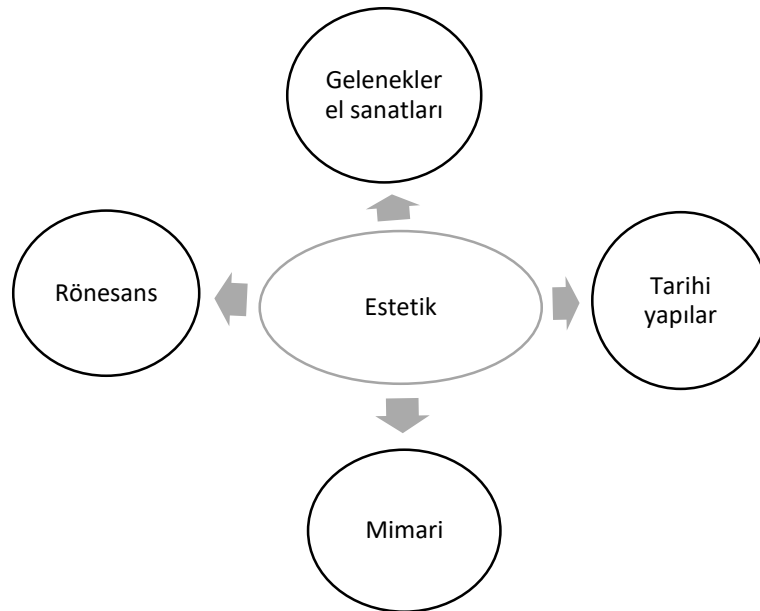 Gelenekler
el sanatları
Rönesans
Estetik
Tarihi
yapılar
Mimari